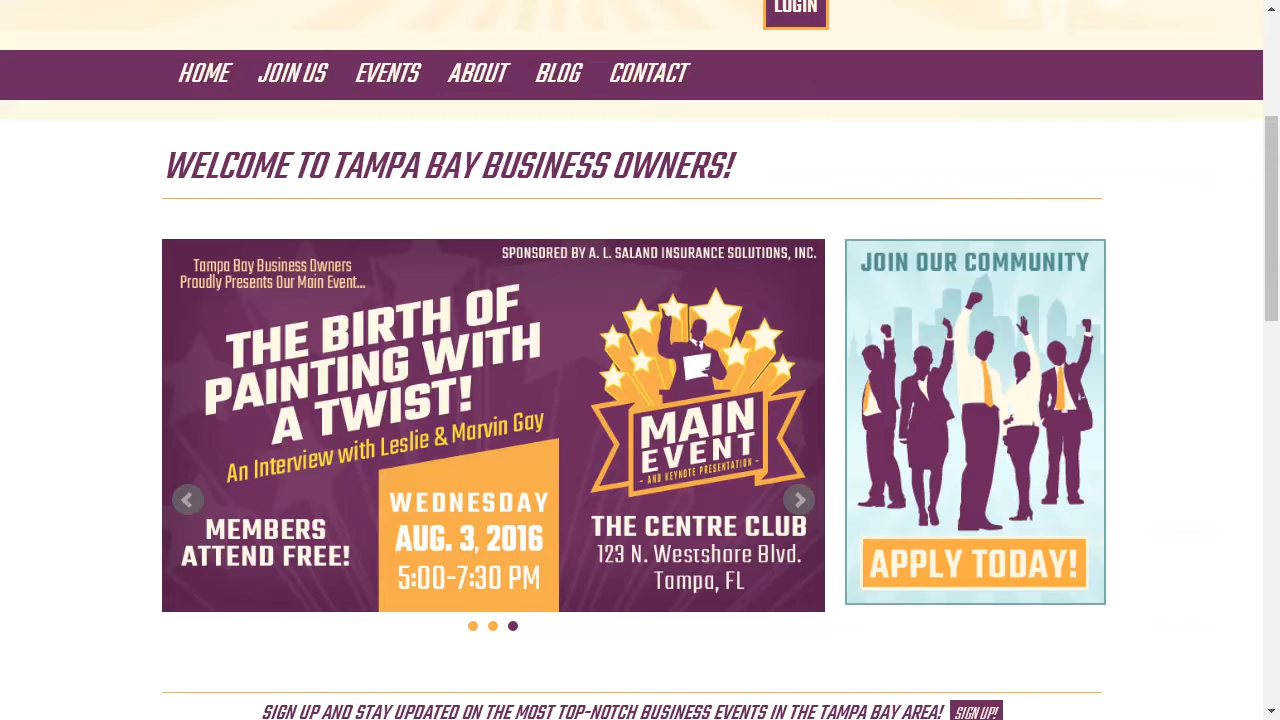 LOGIN
HOME JOIN US EVENTS ABOUT BLOG CONTACT
WELCOME TO TAMPA BAY BUSINESS OWNERS!
SPONSORED BY A. L. SALAND INSURANCE SOLUTIONS, INC.
Tampa Bay Business Owners
Proudly Presents Our Main Event...
THE BIRTH OF
PAINTING WITH
A TWIST!
An Interview with Leslie & Marvin Gay
MEMBERS
ATTEND FREE!
WEDNESDAY
AUG. 3, 2016
5:00-7:30 PM
MAIN
EVENT
- AND KEYNOTE PRESENTATION -
THE CENTRE CLUB
123 N. Westshore Blvd.
Tampa, FL
JOIN OUR COMMUNITY
APPLY TODAY!
SIGN UP AND STAY UPDATED ON THE MOST TOP-NOTCH BUSINESS EVENTS IN THE TAMPA BAY AREA! SIGN UP!